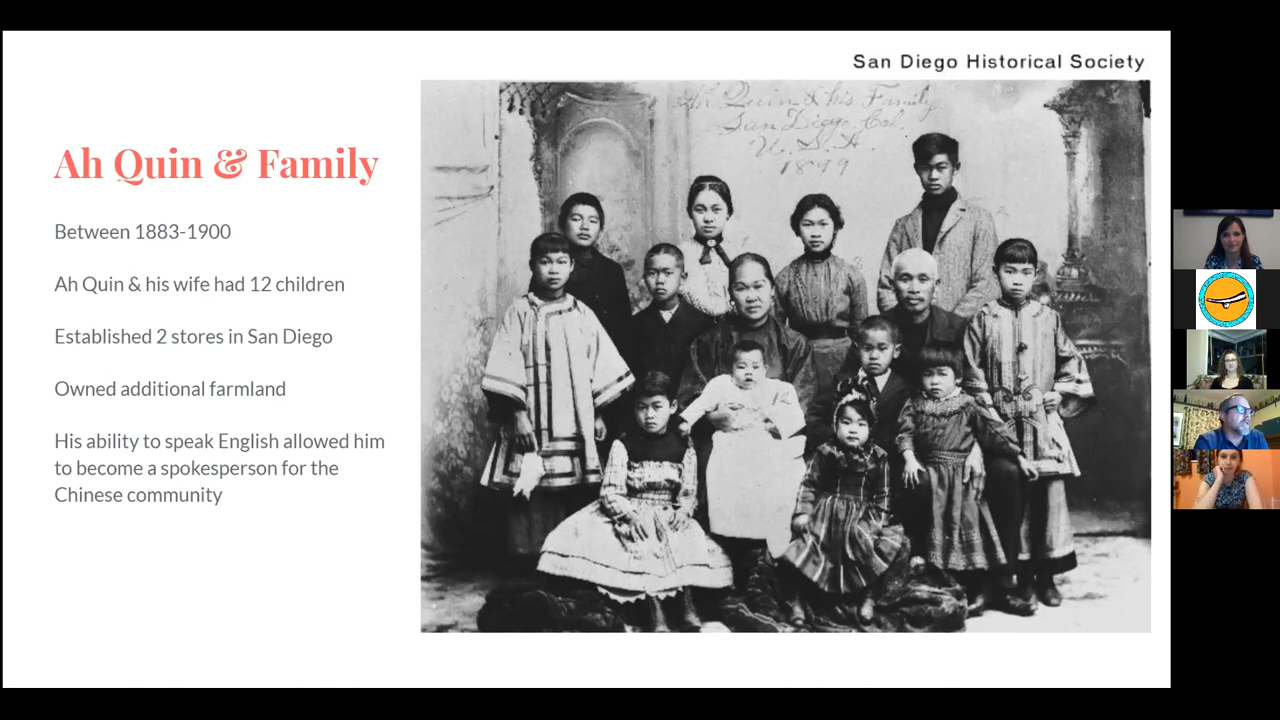 San Diego Historical Society
Ah Quin & Family
Between 1883-1900
Ah Quin & his wife had 12 children
Established 2 stores in San Diego
Owned additional farmland
His ability to speak English allowed him
to become a spokesperson for the
Chinese community
Ah Quin & his Family
San Diego Cal.
U.S.A.
1899